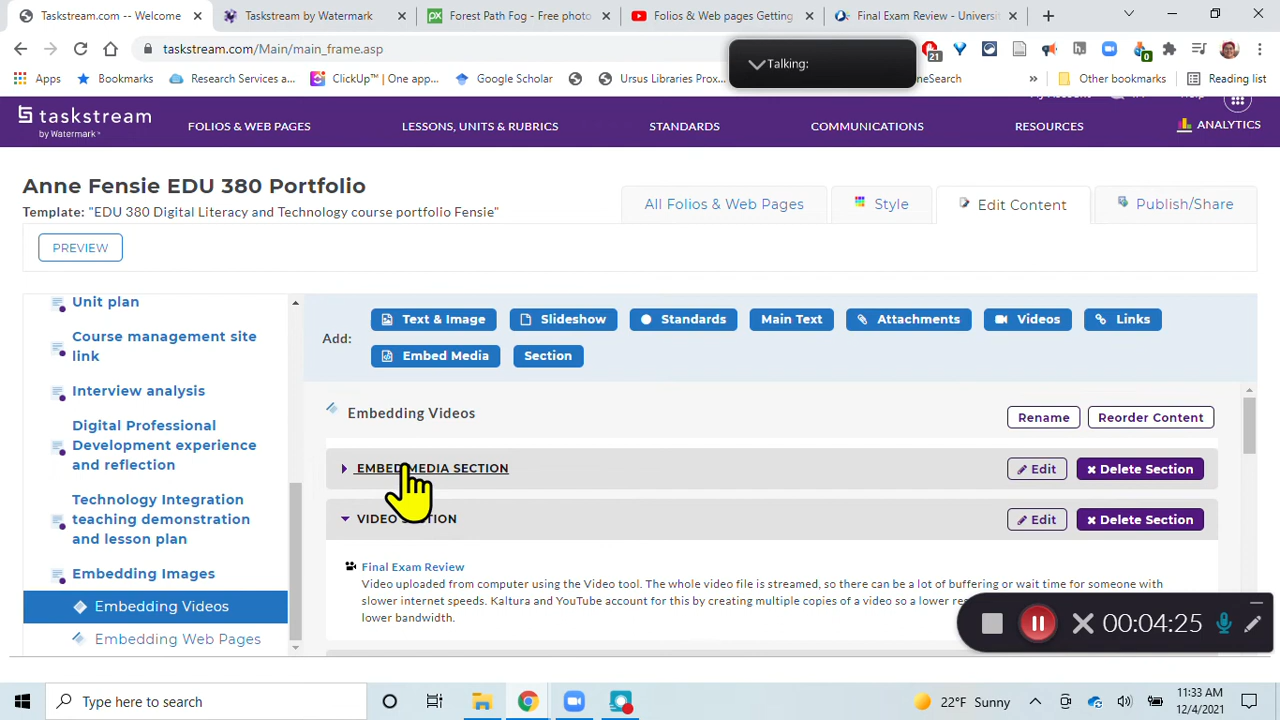 Taskstream.com -- Welcome
Taskstream by Watermark
Forest Path Fog - Free photo
Folios & Web pages Getting
Final Exam Review - Universi
taskstream.com/Main/main_frame.asp
21
0
Talking:
Apps
Bookmarks
Research Services a...
ClickUp™ | One app...
Google Scholar
Ursus Libraries Prox...
neSearch
»
Other bookmarks
Reading list
taskstream
by Watermark™
FOLIOS & WEB PAGES
LESSONS, UNITS & RUBRICS
STANDARDS
COMMUNICATIONS
RESOURCES
ANALYTICS
Anne Fensie EDU 380 Portfolio
Template: "EDU 380 Digital Literacy and Technology course portfolio Fensie"
All Folios & Web Pages
Style
Edit Content
Publish/Share
PREVIEW
Unit plan
Course management site
link
Interview analysis
Digital Professional
Development experience
and reflection
Technology Integration
teaching demonstration
and lesson plan
Embedding Images
Embedding Videos
Embedding Web Pages
Add:
Text & Image
Slideshow
Standards
Main Text
Attachments
Videos
Links
Embed Media
Section
Embedding Videos
Rename
Reorder Content
EMBED MEDIA SECTION
Edit
Delete Section
VIDEO SECTION
Edit
Delete Section
Final Exam Review
Video uploaded from computer using the Video tool. The whole video file is streamed, so there can be a lot of buffering or wait time for someone with
slower internet speeds. Kaltura and YouTube account for this by creating multiple copies of a video so a lower re
lower bandwidth.
00:04:25
Type here to search
22°F Sunny
11:33 AM
12/4/2021